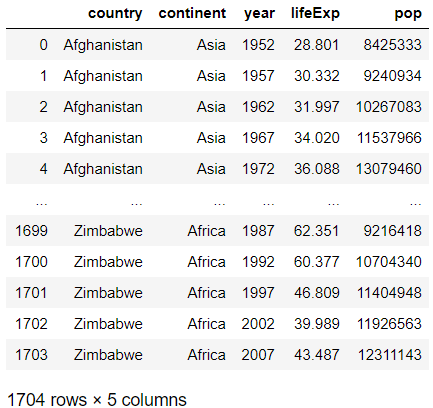 country continent year lifeExp pop
0 Afghanistan Asia 1952 28.801 8425333
1 Afghanistan Asia 1957 30.332 9240934
2 Afghanistan Asia 1962 31.997 10267083
3 Afghanistan Asia 1967 34.020 11537966
4 Afghanistan Asia 1972 36.088 13079460
... ... ... ... ... ...
1699 Zimbabwe Africa 1987 62.351 9216418
1700 Zimbabwe Africa 1992 60.377 10704340
1701 Zimbabwe Africa 1997 46.809 11404948
1702 Zimbabwe Africa 2002 39.989 11926563
1703 Zimbabwe Africa 2007 43.487 12311143
1704 rows × 5 columns